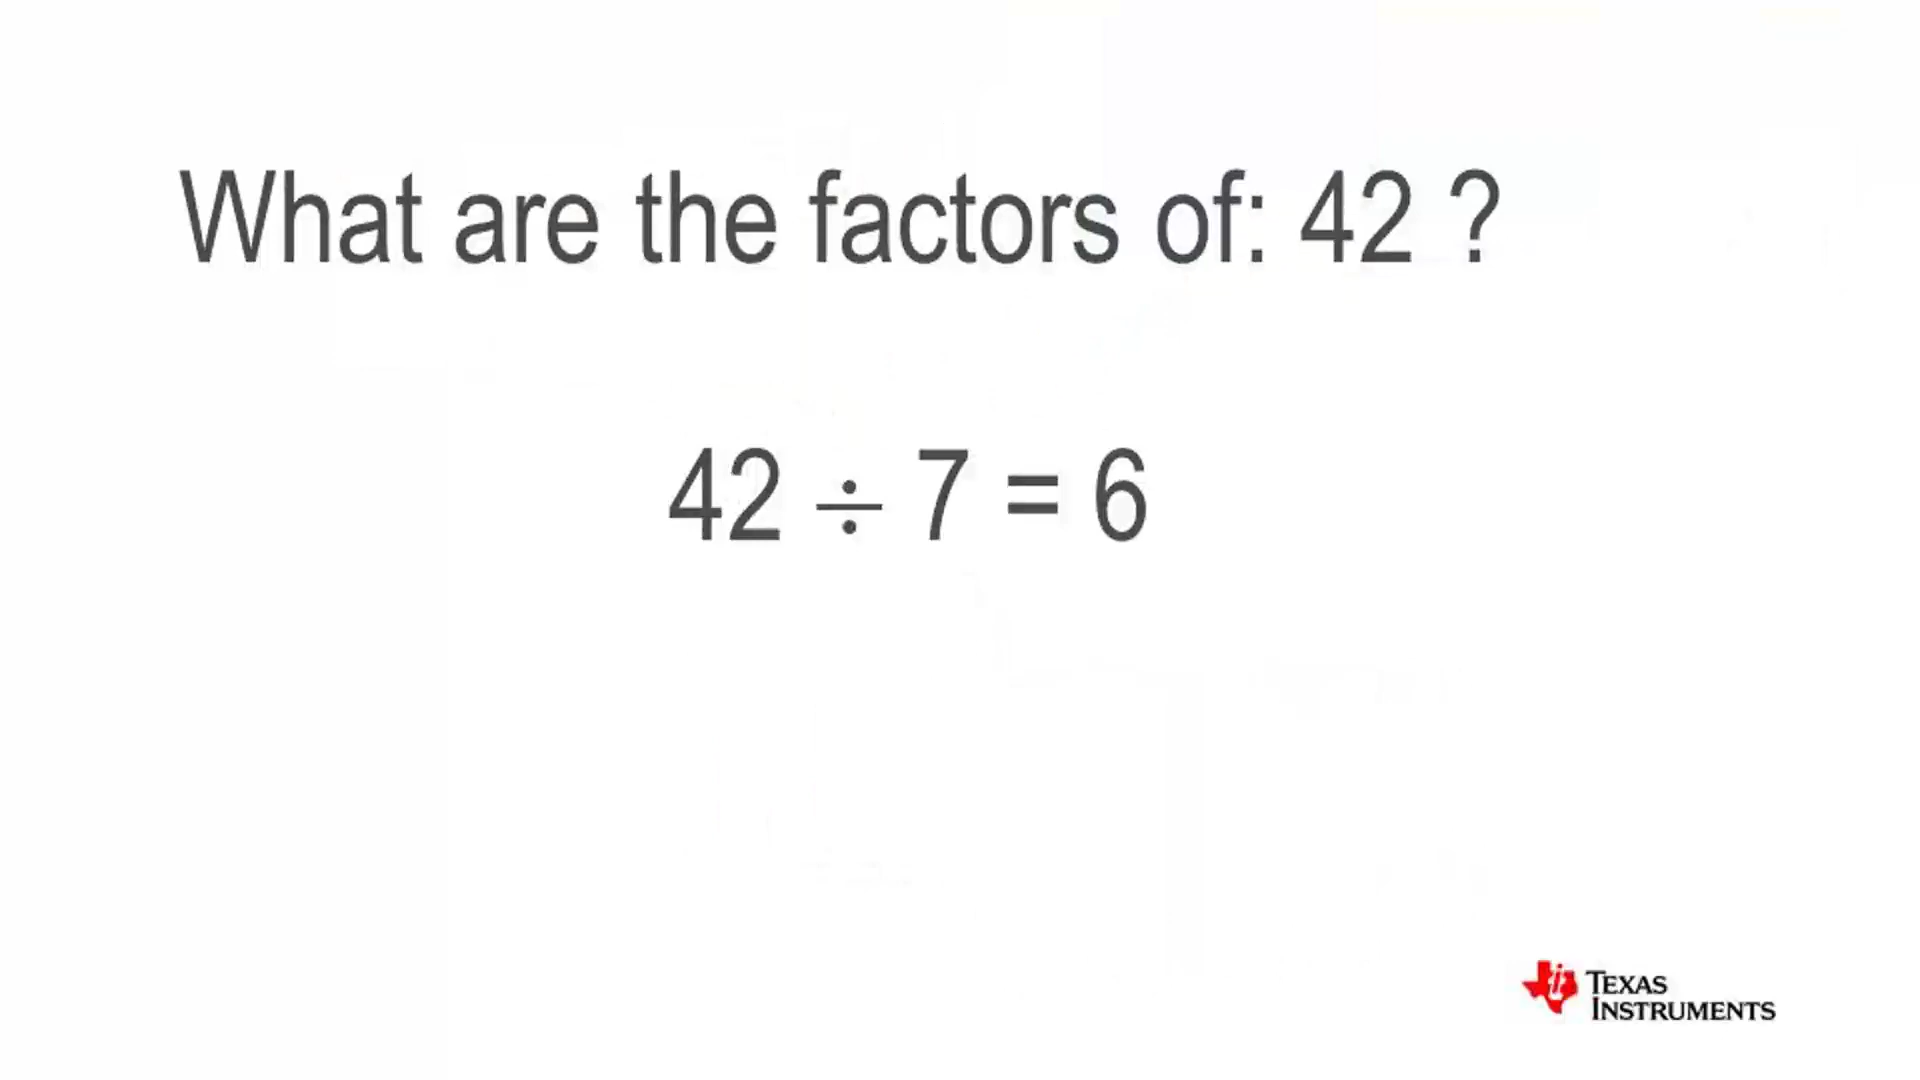 What are the factors of: 42 ?
42 ÷ 7 = 6
TEXAS
INSTRUMENTS